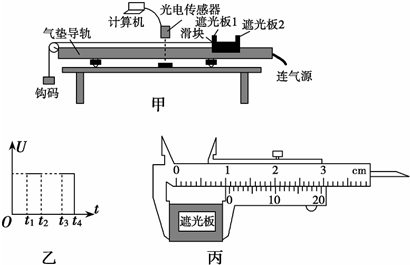 计算机
光电传感器
遮光板1
滑块
遮光板2
气垫导轨
钩码
连气源
甲
U
O t₁ t₂ t₃ t₄ t
乙
0 1 2 3 cm
0 10 20
遮光板
丙